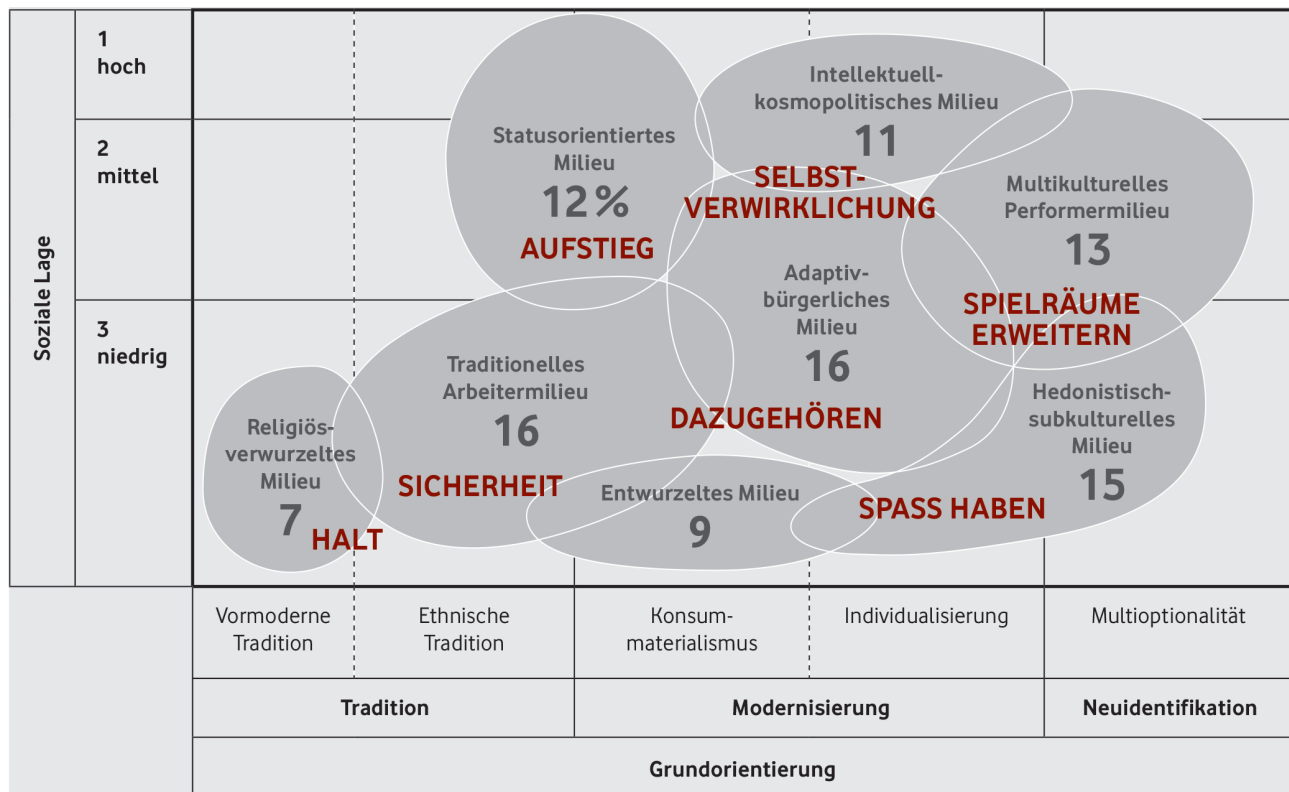 Soziale Lage
1
hoch
2
mittel
3
niedrig
Intellektuell-
kosmopolitisches Milieu
11
Statusorientiertes
Milieu
12 %
AUFSTIEG
SELBST-
VERWIRKLICHUNG
Multikulturelles
Performermilieu
13
SPIELRÄUME
ERWEITERN
Adaptiv-
bürgerliches
Milieu
16
DAZUGEHÖREN
Traditionelles
Arbeitermilieu
16
SICHERHEIT
Religiös-
verwurzeltes
Milieu
7
HALT
Entwurzeltes Milieu
9
Hedonistisch-
subkulturelles
Milieu
15
SPASS HABEN
Vormoderne
Tradition
Ethnische
Tradition
Konsum-
materialismus
Individualisierung
Multioptionalität
Tradition
Modernisierung
Neuidentifikation
Grundorientierung